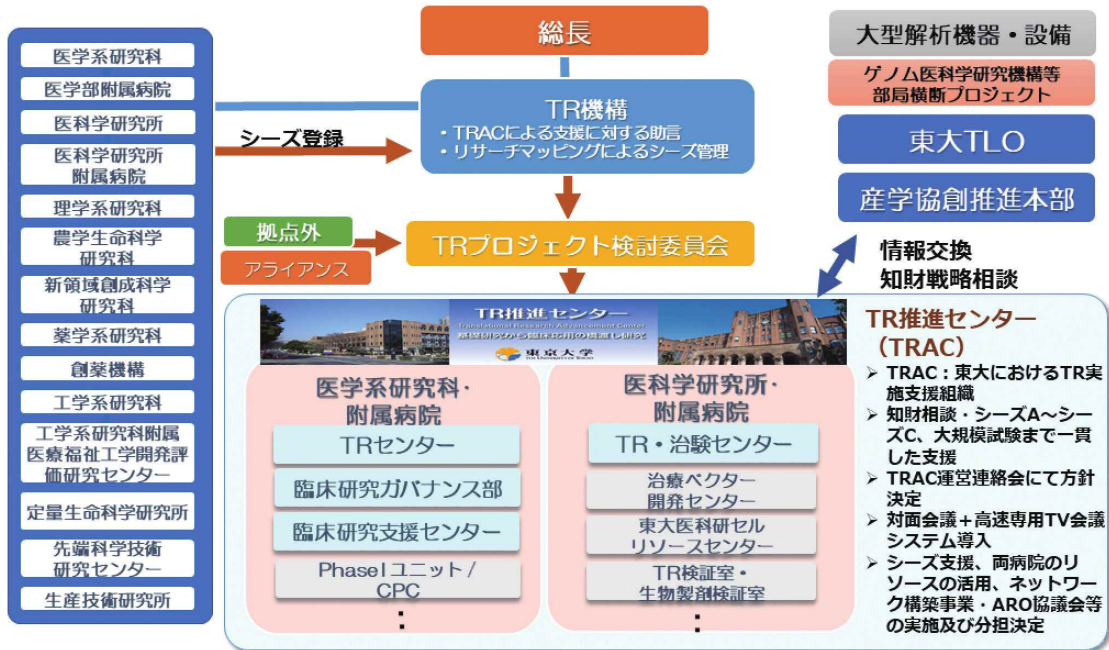 医学系研究科
医学部附属病院
医科学研究所
医科学研究所
附属病院
理学系研究科
農学生命科学
研究科
新領域創成科学
研究科
薬学系研究科
創薬機構
工学系研究科
工学系研究科附属
医療福祉工学開発評
価研究センター
定量生命科学研究所
先端科学技術
研究センター
生産技術研究所
総長
TR機構
・TRACによる支援に対する助言
・リサーチマッピングによるシーズ管理
シーズ登録
拠点外
アライアンス
TRプロジェクト検討委員会
大型解析機器・設備
ゲノム医科学研究機構等
部局横断プロジェクト
東大TLO
産学協創推進本部
情報交換
知財戦略相談
TR推進センター
Translational Research Advancement Center
基礎研究から臨床応用の橋渡し研究
東京大学
THE UNIVERSITY OF TOKYO
医学系研究科・
附属病院
TRセンター
臨床研究ガバナンス部
臨床研究支援センター
PhaseⅠユニット /
CPC
：
医科学研究所・
附属病院
TR・治験センター
治療ベクター
開発センター
東大医科研セル
リソースセンター
TR検証室・
生物製剤検証室
：
TR推進センター
（TRAC）
➢ TRAC：東大におけるTR実
施支援組織
➢ 知財相談・シーズA～シー
ズC、大規模試験まで一貫
した支援
➢ TRAC運営連絡会にて方針
決定
➢ 対面会議＋高速専用TV会議
システム導入
➢ シーズ支援、両病院のリ
ソースの活用、ネットワー
ク構築事業・ARO協議会等
の実施及び分担決定